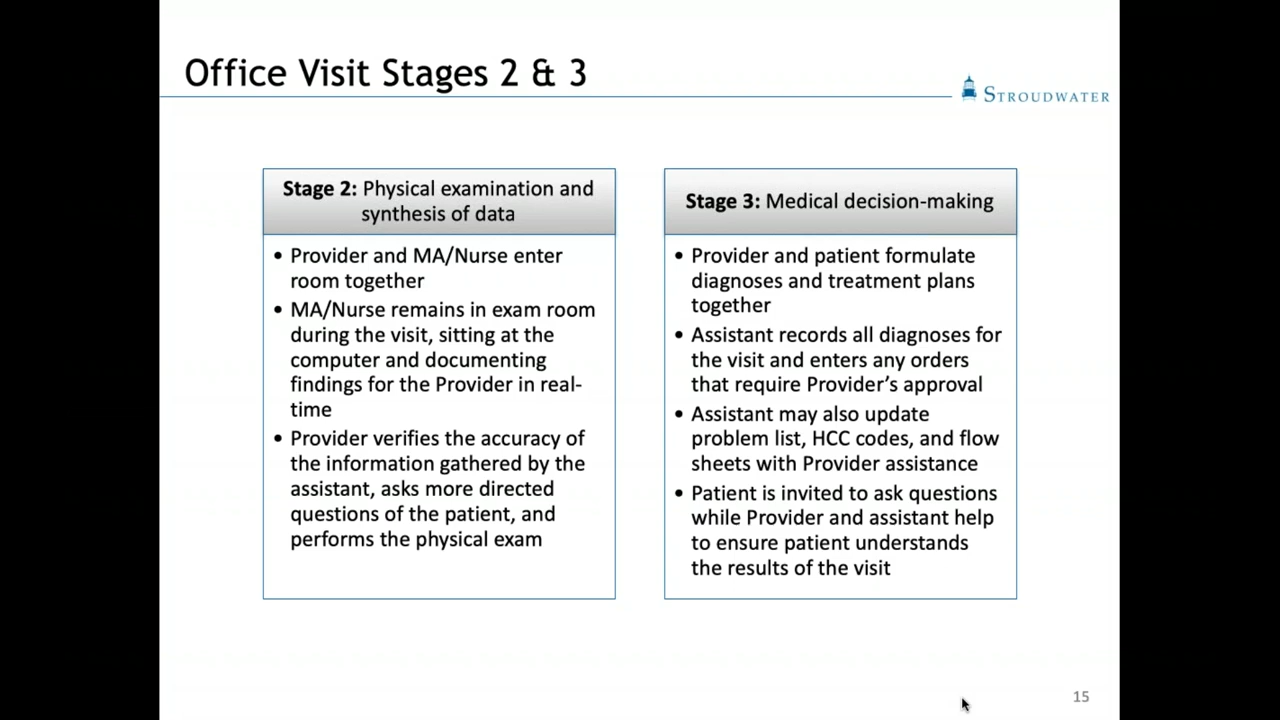 Office Visit Stages 2 & 3
STROUDWATER
Stage 2: Physical examination and
synthesis of data
• Provider and MA/Nurse enter
room together
• MA/Nurse remains in exam room
during the visit, sitting at the
computer and documenting
findings for the Provider in real-
time
• Provider verifies the accuracy of
the information gathered by the
assistant, asks more directed
questions of the patient, and
performs the physical exam
Stage 3: Medical decision-making
• Provider and patient formulate
diagnoses and treatment plans
together
• Assistant records all diagnoses for
the visit and enters any orders
that require Provider’s approval
• Assistant may also update
problem list, HCC codes, and flow
sheets with Provider assistance
• Patient is invited to ask questions
while Provider and assistant help
to ensure patient understands
the results of the visit
15